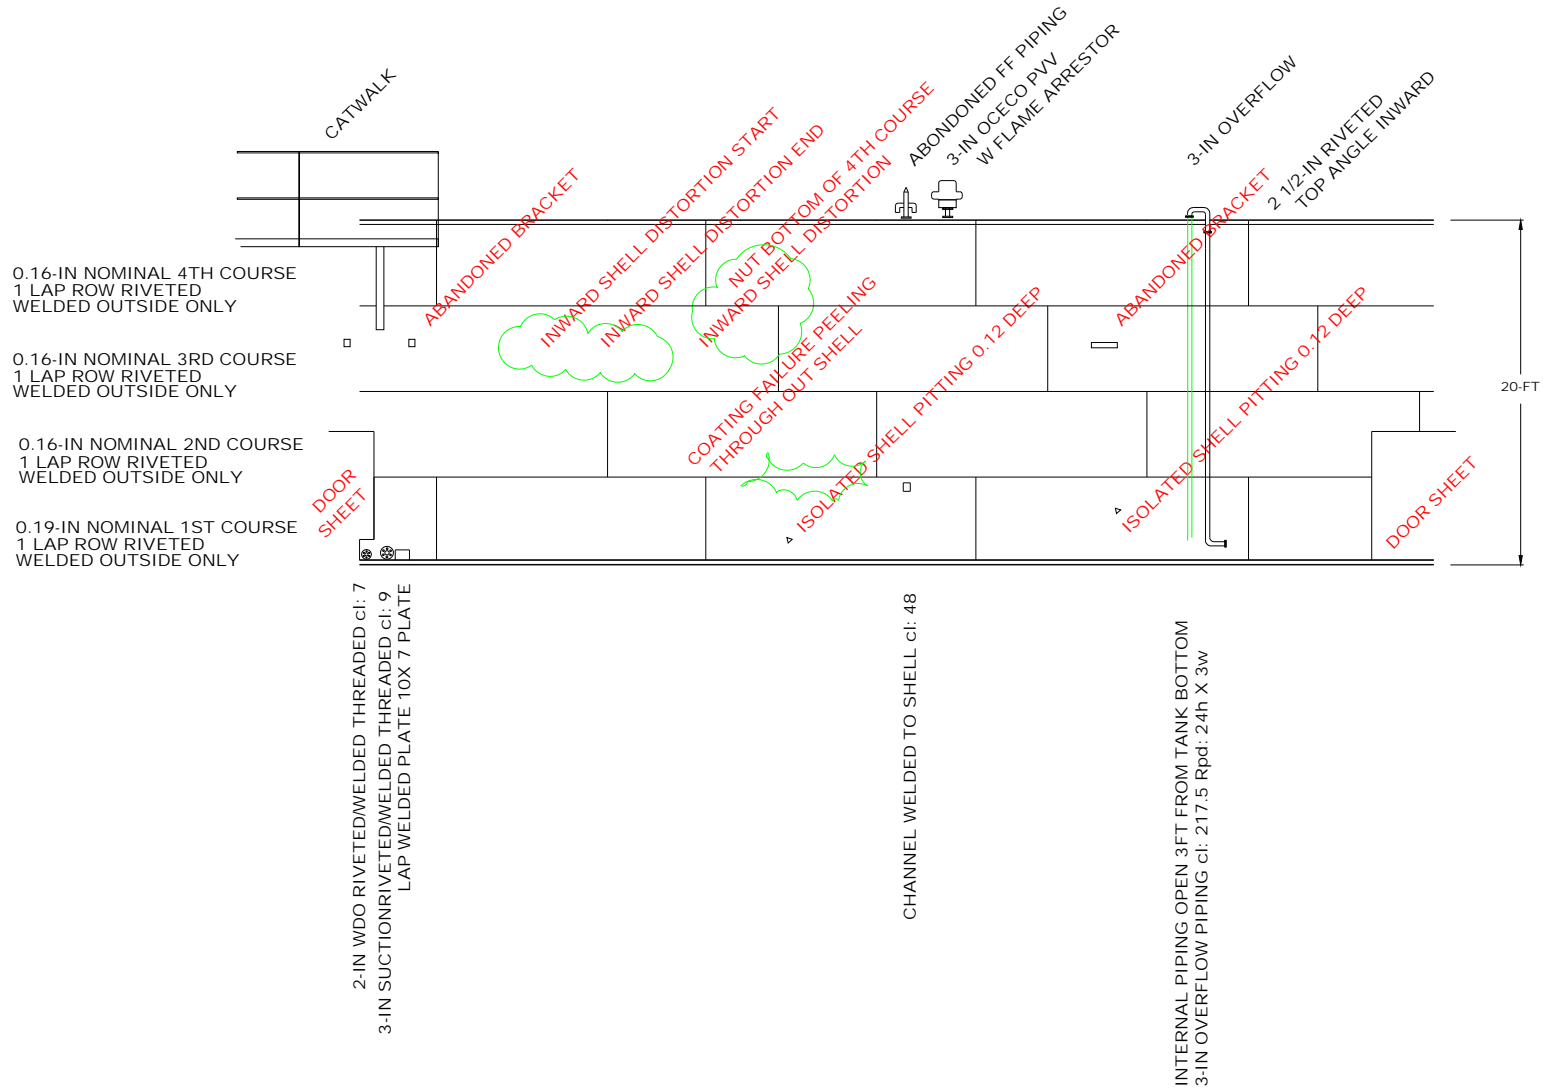 CATWALK
ABANDONED BRACKET
INWARD SHELL DISTORTION START
INWARD SHELL DISTORTION END
NUT BOTTOM OF 4TH COURSE
INWARD SHELL DISTORTION
ABONDONED FF PIPING
3-IN OCECO PVV
W FLAME ARRESTOR
3-IN OVERFLOW
ABANDONED BRACKET
2 1/2-IN RIVETED
TOP ANGLE INWARD
0.16-IN NOMINAL 4TH COURSE
1 LAP ROW RIVETED
WELDED OUTSIDE ONLY
0.16-IN NOMINAL 3RD COURSE
1 LAP ROW RIVETED
WELDED OUTSIDE ONLY
20-FT
COATING FAILURE PEELING
THROUGH OUT SHELL
ISOLATED SHELL PITTING 0.12 DEEP
ISOLATED SHELL PITTING 0.12 DEEP
0.16-IN NOMINAL 2ND COURSE
1 LAP ROW RIVETED
WELDED OUTSIDE ONLY
DOOR
SHEET
DOOR SHEET
0.19-IN NOMINAL 1ST COURSE
1 LAP ROW RIVETED
WELDED OUTSIDE ONLY
2-IN WDO RIVETED/WELDED THREADED cl: 7
3-IN SUCTIONRIVETED/WELDED THREADED cl: 9
LAP WELDED PLATE 10X 7 PLATE
CHANNEL WELDED TO SHELL cl: 48
INTERNAL PIPING OPEN 3FT FROM TANK BOTTOM
3-IN OVERFLOW PIPING cl: 217.5 Rpd: 24h X 3w